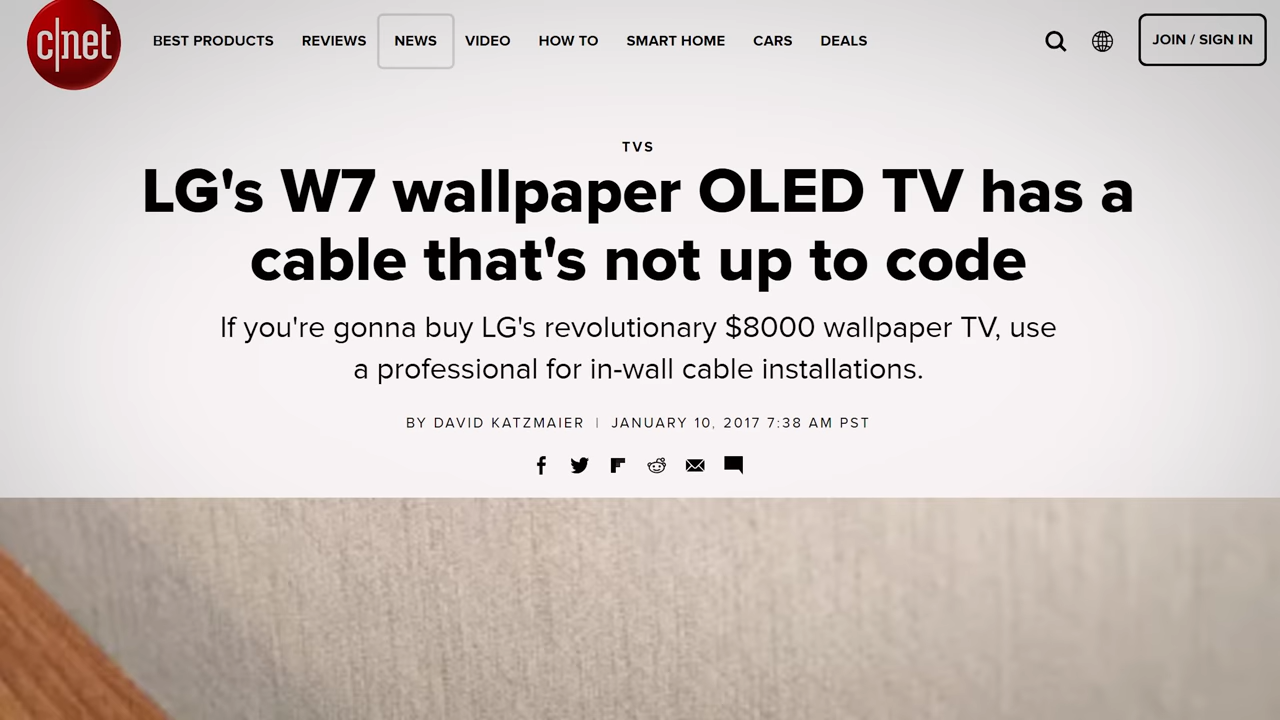 c|net
BEST PRODUCTS REVIEWS NEWS VIDEO HOW TO SMART HOME CARS DEALS JOIN / SIGN IN
TVS
LG's W7 wallpaper OLED TV has a
cable that's not up to code
If you're gonna buy LG's revolutionary $8000 wallpaper TV, use
a professional for in-wall cable installations.
BY DAVID KATZMAIER | JANUARY 10, 2017 7:38 AM PST